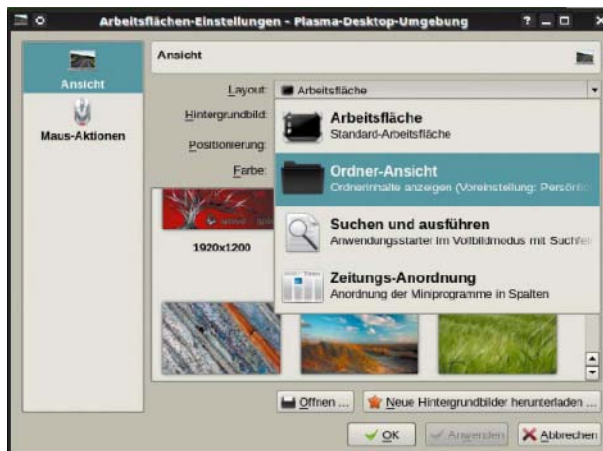 Arbeitsflächen-Einstellungen - Plasma-Desktop-Umgebung
Ansicht
Maus-Aktionen
Ansicht
Layout: Arbeitsfläche
Hintergrundbild:
Positionierung:
Farbe:
Arbeitsfläche
Standard-Arbeitsfläche
Ordner-Ansicht
Ordnerinhalte anzeigen (Voreinstellung:
Suchen und ausführen
Anwendungsstarter im Vollbildmodus mit
Zeitungs-Anordnung
Anordnung der Miniprogramme in Spalten
1920x1200
Öffnen ...
Neue Hintergrundbilder herunterladen ...
OK
Anwenden
Abbrechen